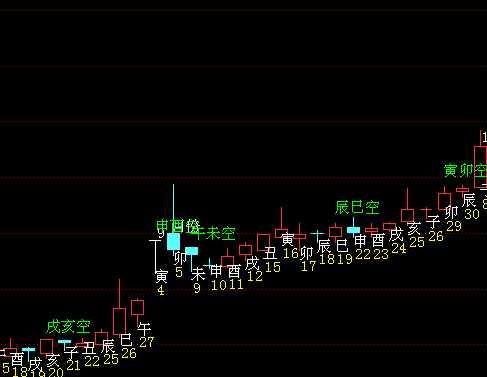 寅卯空
辰巳空
午未空
戌亥空
酉
18
戌
19
亥
20
子
21
丑
22
辰
25
巳
26
午
27
寅
4
卯
5
未
9
申
10
酉
11
戌
12
丑
15
寅
16
卯
17
辰
18
巳
19
申
22
酉
23
戌
24
亥
25
子
26
卯
29
辰
30